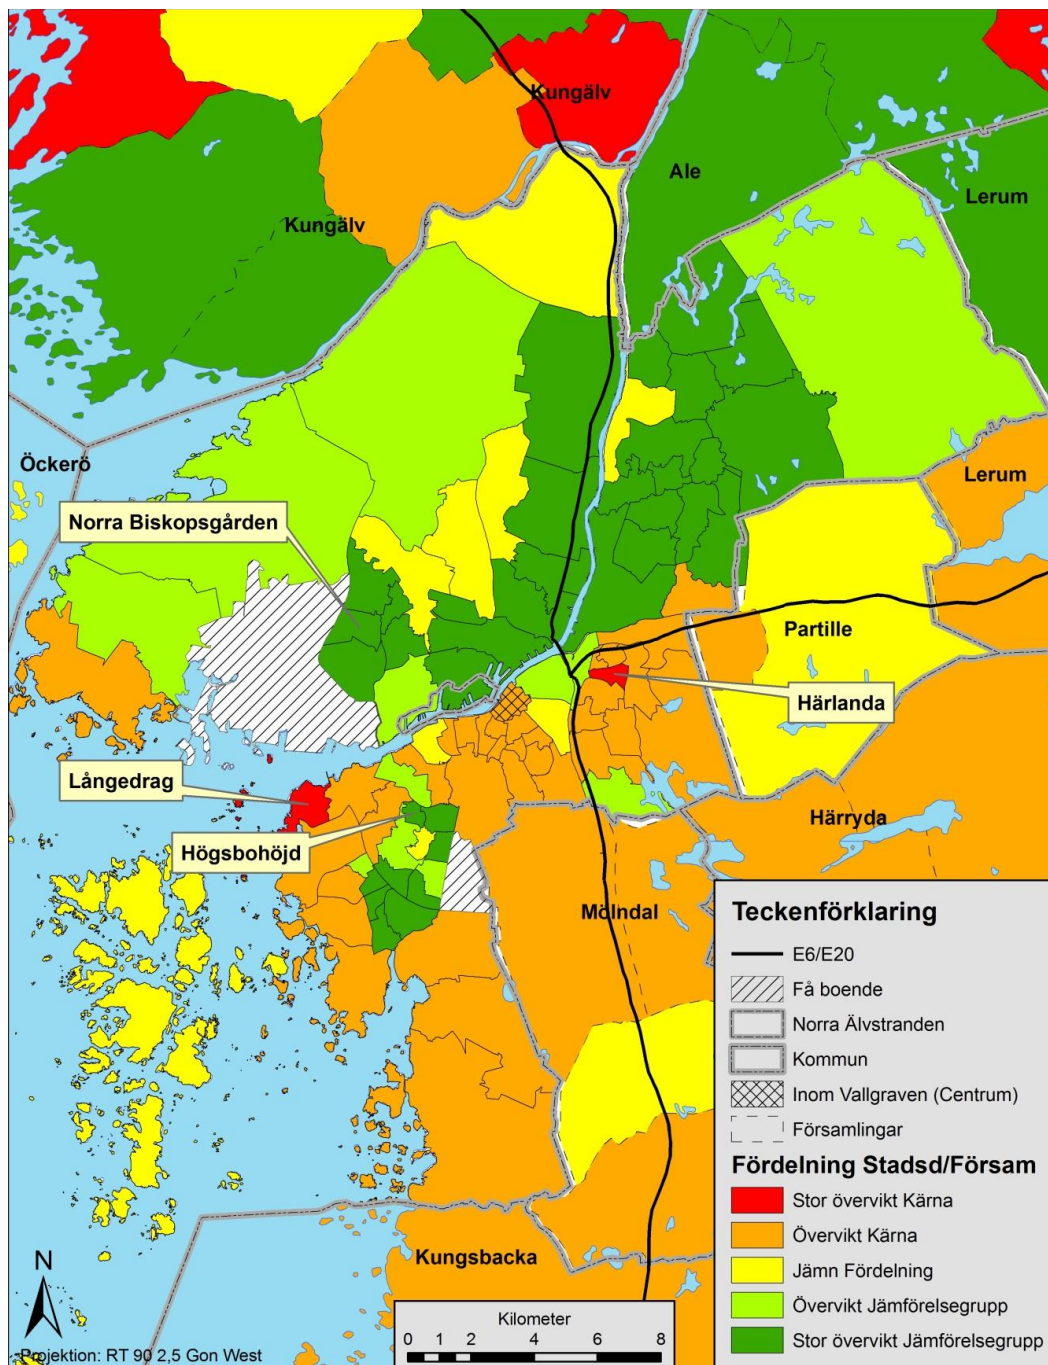 Kungälv
Ale
Lerum
Kungälv
Öckerö
Lerum
Norra Biskopsgården
Partille
Härlanda
Långedrag
Härryda
Högsbohöjd
Mölndal
Teckenförklaring
E6/E20
Få boende
Norra Älvstranden
Kommun
Inom Vallgraven (Centrum)
Församlingar
Fördelning Stadsd/Försam
Stor övervikt Kärna
Övervikt Kärna
Jämn Fördelning
Övervikt Jämförelsegrupp
Stor övervikt Jämförelsegrupp
Kungsbacka
N
Kilometer
0 1 2 4 6 8
Projektion: RT 90 2,5 Gon West